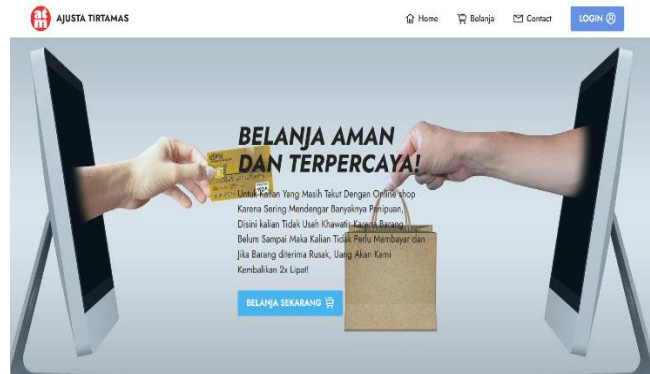 atm
AJUSTA TIRTAMAS
Home
Belanja
Contact
LOGIN
BELANJA AMAN
DAN TERPERCAYA!
Untuk Kalian Yang Masih Takut Dengan Online shop
Karena Sering Mendengar Banyaknya Penipuan,
Disini kalian Tidak Usah Khawatir Karena Barang
Belum Sampai Maka Kalian Tidak Perlu Membayar dan
Jika Barang diterima Rusak, Uang Akan Kami
Kembalikan 2x Lipat!
BELANJA SEKARANG